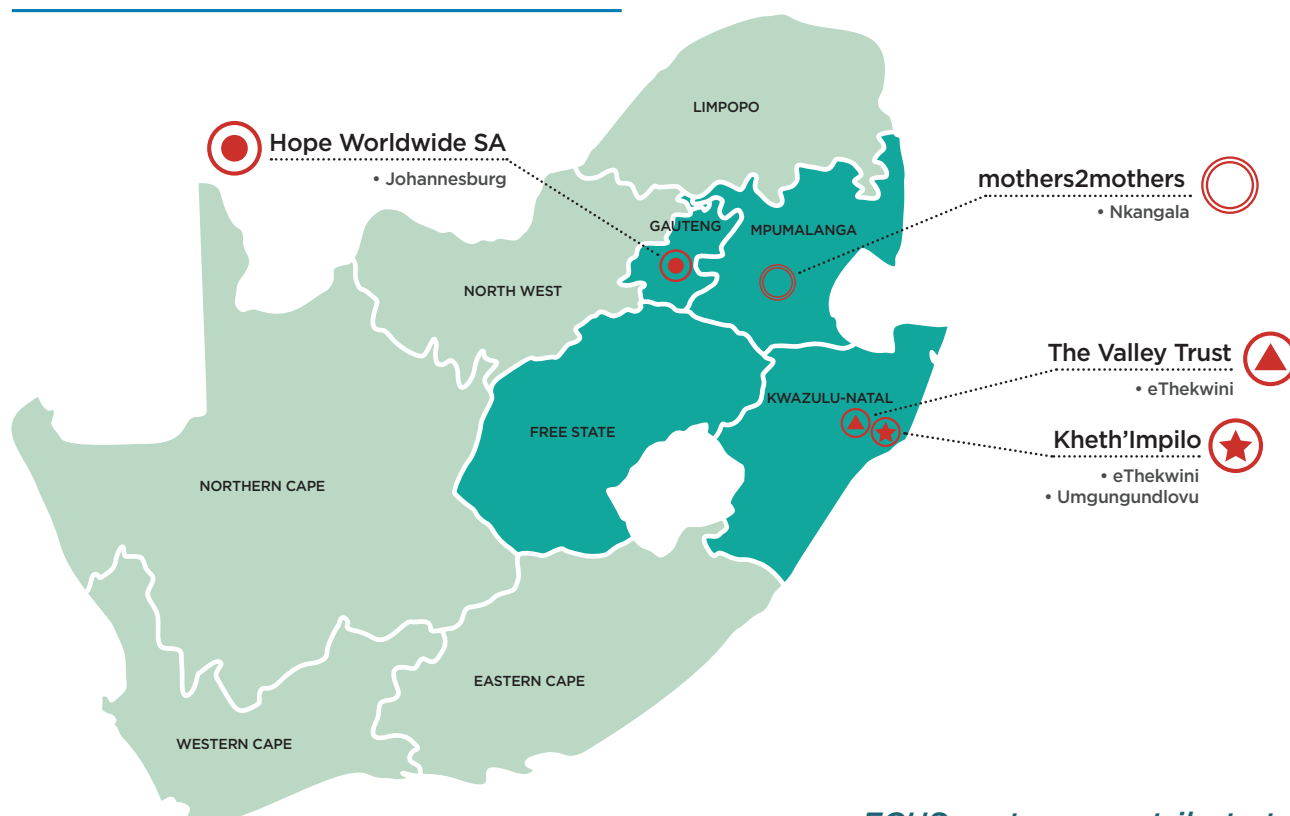 LIMPOPO
Hope Worldwide SA
• Johannesburg
mothers2mothers
• Nkangala
GAUTENG
MPUMALANGA
NORTH WEST
The Valley Trust
• eThekwini
KWAZULU-NATAL
FREE STATE
Kheth’Impilo
• eThekwini
• Umgungundlovu
NORTHERN CAPE
EASTERN CAPE
WESTERN CAPE